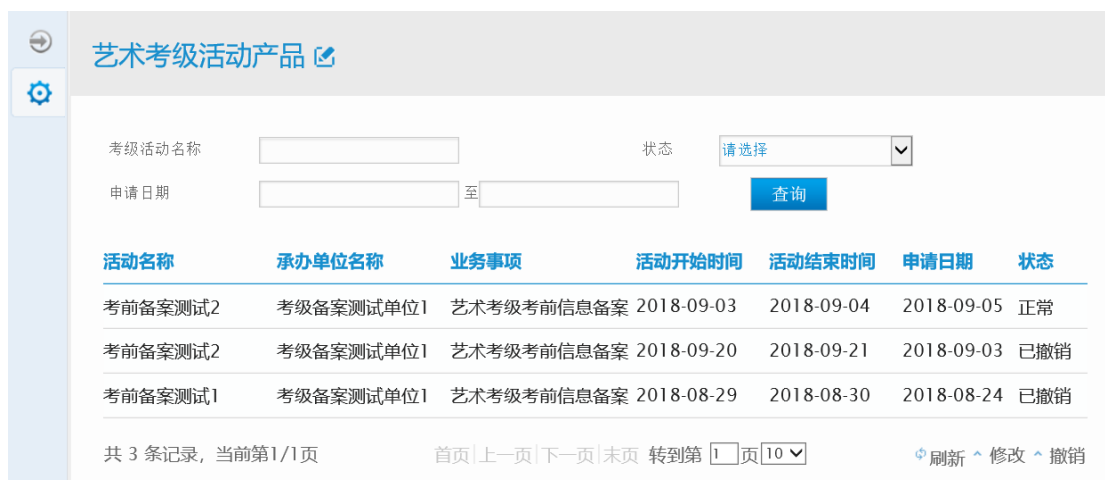 艺术考级活动产品
考级活动名称 状态 请选择
申请日期 至 查询
活动名称 承办单位名称 业务事项 活动开始时间 活动结束时间 申请日期 状态
考前备案测试2 考级备案测试单位1 艺术考级考前信息备案 2018-09-03 2018-09-04 2018-09-05 正常
考前备案测试2 考级备案测试单位1 艺术考级考前信息备案 2018-09-20 2018-09-21 2018-09-03 已撤销
考前备案测试1 考级备案测试单位1 艺术考级考前信息备案 2018-08-29 2018-08-30 2018-08-24 已撤销
共 3 条记录，当前第1/1页 首页|上一页|下一页|末页 转到第 1 页 10 刷新 ^ 修改 ^ 撤销